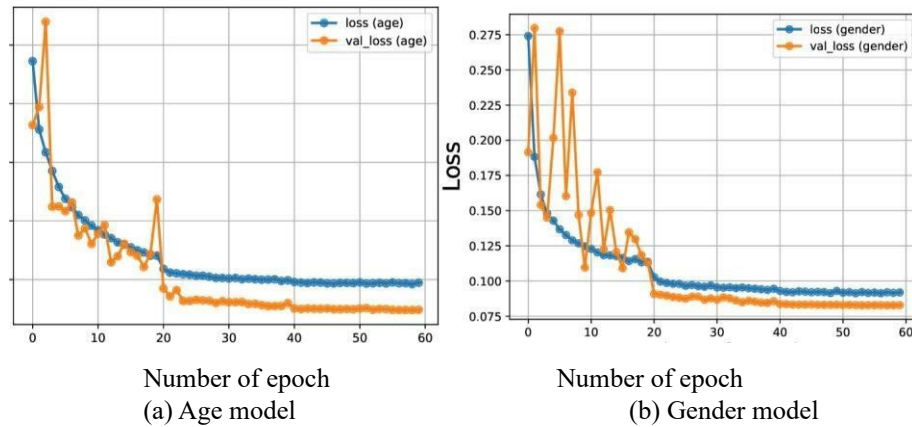 loss (age)
val_loss (age)
0 10 20 30 40 50 60
Number of epoch
(a) Age model
Loss
0.275
0.250
0.225
0.200
0.175
0.150
0.125
0.100
0.075
loss (gender)
val_loss (gender)
0 10 20 30 40 50 60
Number of epoch
(b) Gender model